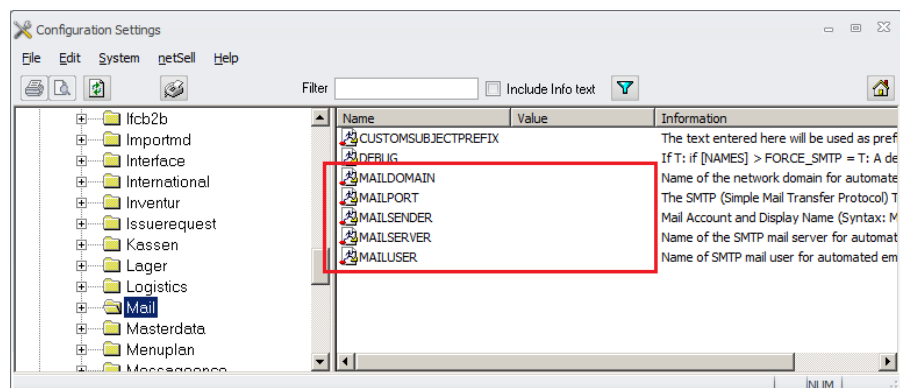 Configuration Settings
File Edit System netSell Help
Filter Include Info text
Name Value Information
Ifcb2b
Importmd
Interface
International
Inventur
Issuerequest
Kassen
Lager
Logistics
Mail
Masterdata
Menuplan
CUSTOMSUBJECTPREFIX The text entered here will be used as pref
DEBUG If T: if [NAMES] > FORCE_SMTP = T: A de
MAILDOMAIN Name of the network domain for automate
MAILPORT The SMTP (Simple Mail Transfer Protocol) T
MAILSENDER Mail Account and Display Name (Syntax: M
MAILSERVER Name of the SMTP mail server for automat
MAILUSER Name of SMTP mail user for automated em
NUM